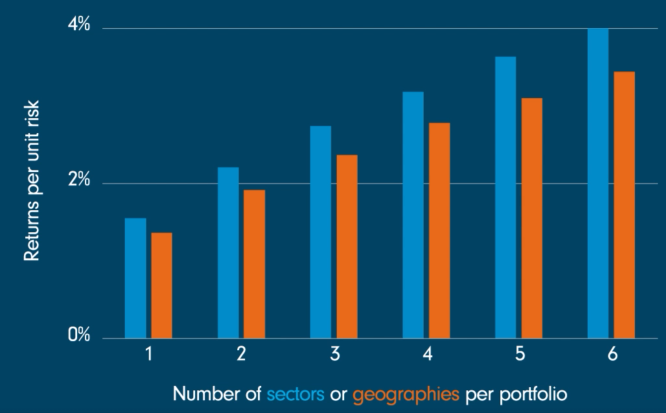 4%
Returns per unit risk
2%
0%
1 2 3 4 5 6
Number of sectors or geographies per portfolio